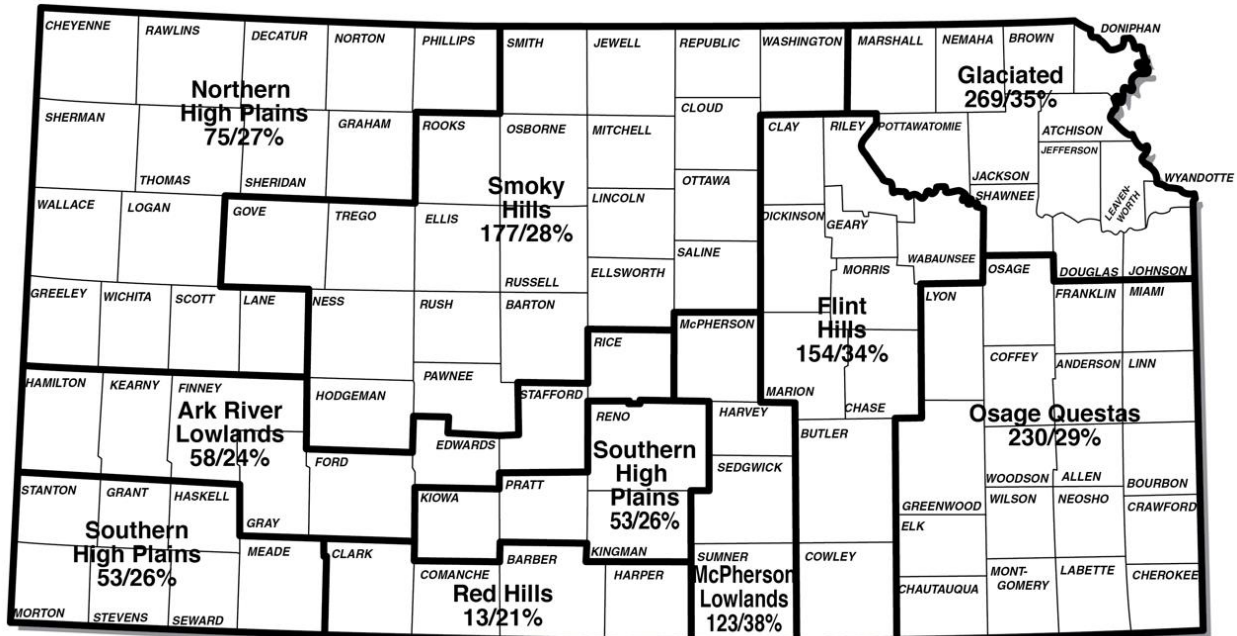 CHEYENNE
RAWLINS
DECATUR
NORTON
PHILLIPS
SMITH
JEWELL
REPUBLIC
WASHINGTON
MARSHALL
NEMAHA
BROWN
DONIPHAN
Northern
High Plains
75/27%
Glaciated
269/35%
SHERMAN
THOMAS
SHERIDAN
GRAHAM
ROOKS
OSBORNE
MITCHELL
CLOUD
CLAY
RILEY
POTTAWATOMIE
JACKSON
ATCHISON
JEFFERSON
LEAVEN-
WORTH
WYANDOTTE
WALLACE
LOGAN
GOVE
TREGO
ELLIS
RUSSELL
Smoky
Hills
177/28%
LINCOLN
OTTAWA
SALINE
ELLSWORTH
DICKINSON
GEARY
MORRIS
WABAUNSEE
SHAWNEE
OSAGE
DOUGLAS
JOHNSON
GREELEY
WICHITA
SCOTT
LANE
NESS
RUSH
BARTON
RICE
McPHERSON
Flint
Hills
154/34%
MARION
CHASE
LYON
COFFEY
FRANKLIN
MIAMI
ANDERSON
LINN
HAMILTON
KEARNY
FINNEY
Ark River
Lowlands
58/24%
HODGEMAN
PAWNEE
STAFFORD
EDWARDS
FORD
GRAY
RENO
HARVEY
Southern
High
Plains
53/26%
SEDGWICK
BUTLER
Osage Questas
230/29%
GREENWOOD
WOODSON
ALLEN
BOURBON
STANTON
GRANT
HASKELL
Southern
High Plains
53/26%
MORTON
STEVENS
SEWARD
MEADE
CLARK
KIOWA
PRATT
KINGMAN
COMANCHE
BARBER
HARPER
Red Hills
13/21%
SUMNER
McPherson
Lowlands
123/38%
COWLEY
ELK
CHAUTAUQUA
WILSON
NEOSHO
CRAWFORD
MONT-
GOMERY
LABETTE
CHEROKEE